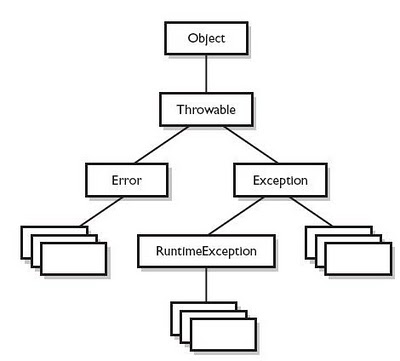 Object
Throwable
Error
Exception
RuntimeException